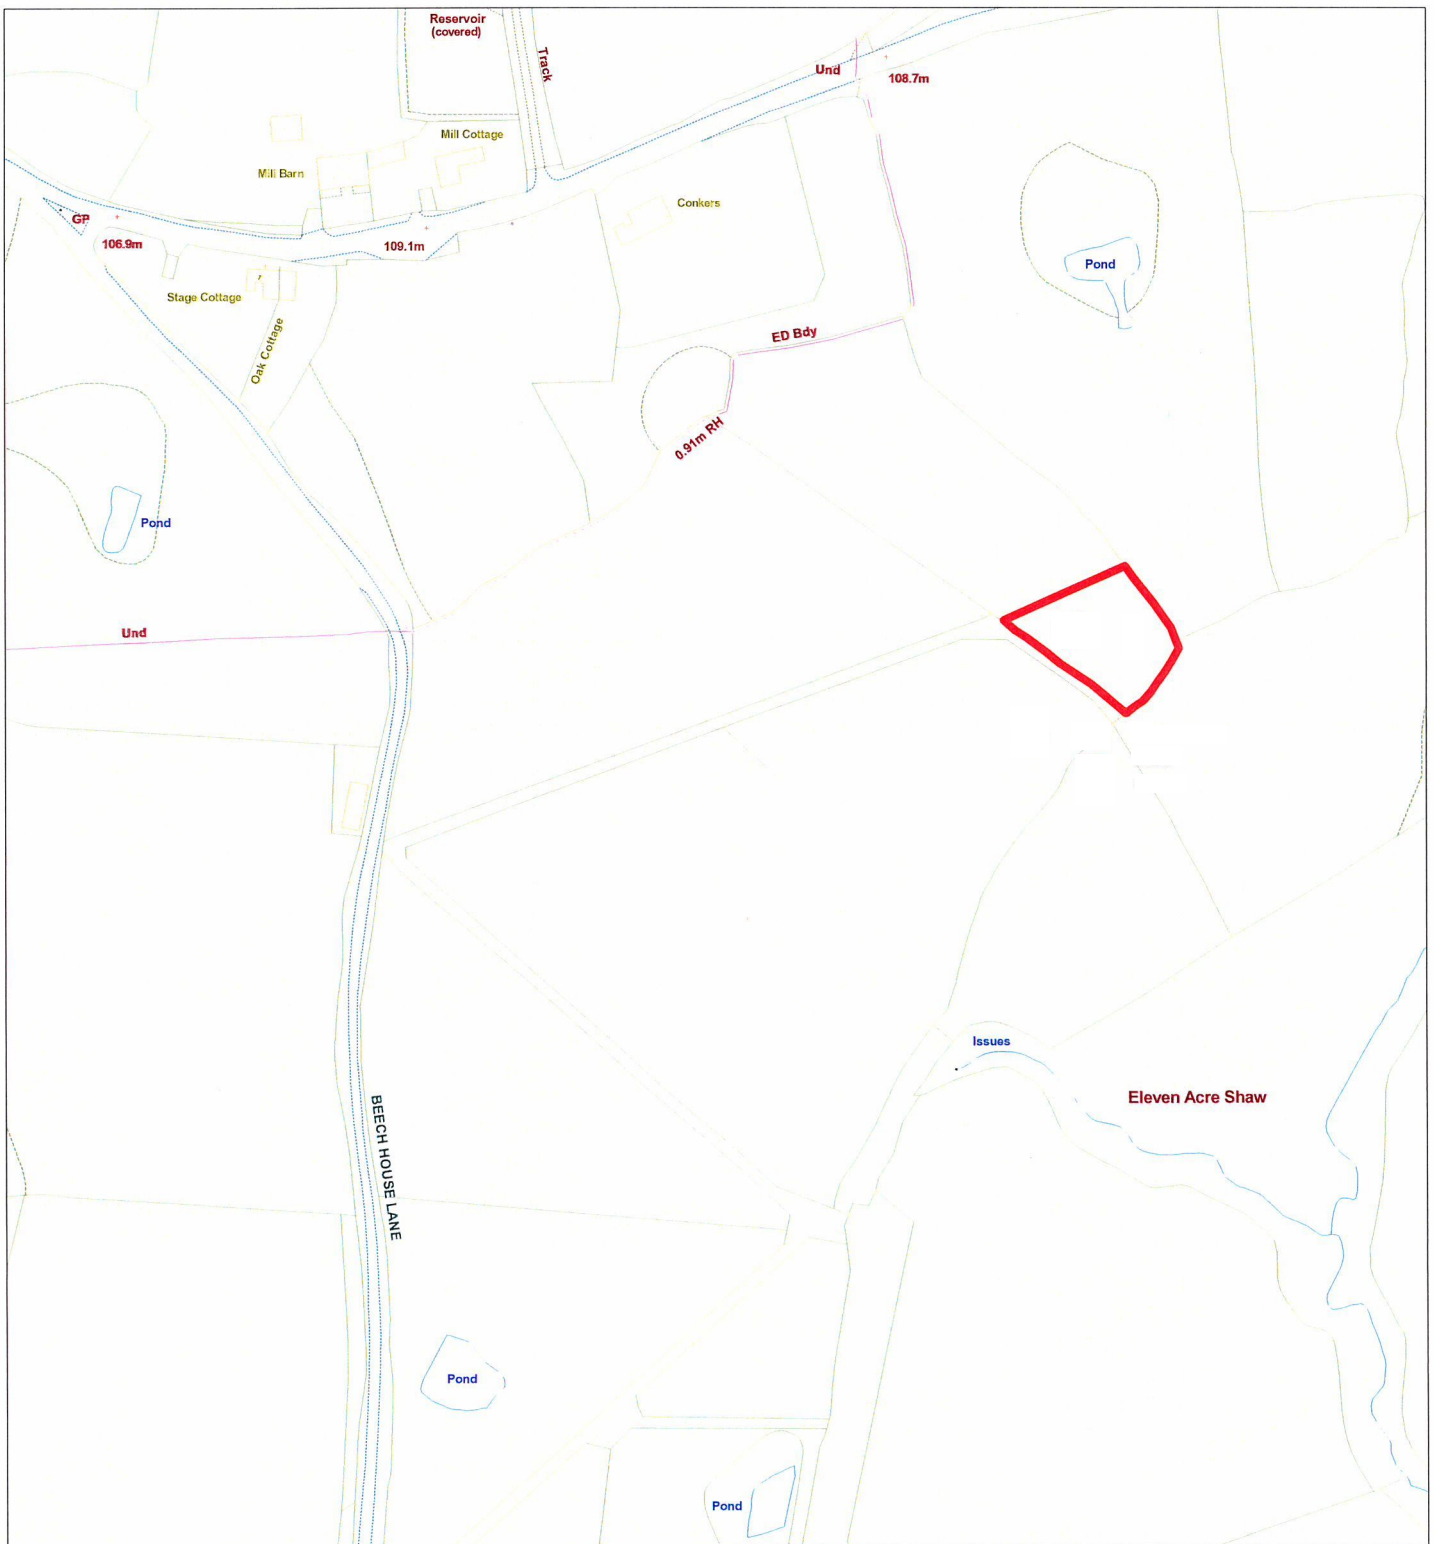 Reservoir
(covered)
Track
Und
108.7m
Mill Cottage
Mill Barn
Conkers
GP
106.9m
109.1m
Pond
Stage Cottage
Oak Cottage
ED Bdy
0.91m RH
Pond
Und
Issues
Eleven Acre Shaw
BEECH HOUSE LANE
Pond
Pond